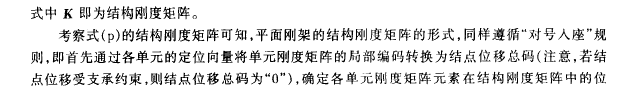 式中 K 即为结构刚度矩阵。
考察式(p)的结构刚度矩阵可知,平面刚架的结构刚度矩阵的形式,同样遵循“对号入座”规
则,即首先通过各单元的定位向量将单元刚度矩阵的局部编码转换为结点位移总码(注意,若结
点位移受支承约束,则结点位移总码为“0”),确定各单元刚度矩阵元素在结构刚度矩阵中的位